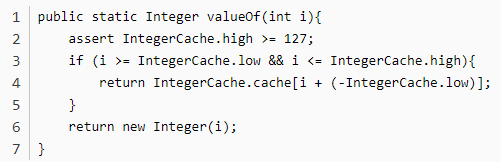 1 public static Integer valueOf(int i){
2     assert IntegerCache.high >= 127;
3     if (i >= IntegerCache.low && i <= IntegerCache.high){
4         return IntegerCache.cache[i + (-IntegerCache.low)];
5     }
6     return new Integer(i);
7 }